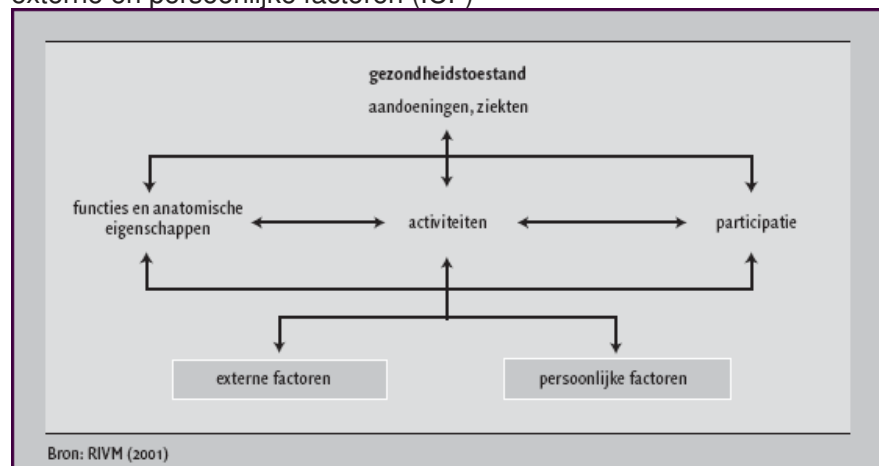 externe en persoonlijke factoren (ICF)
gezondheidstoestand
aandoeningen, ziekten
functies en anatomische
eigenschappen
activiteiten
participatie
externe factoren
persoonlijke factoren
Bron: RIVM (2001)